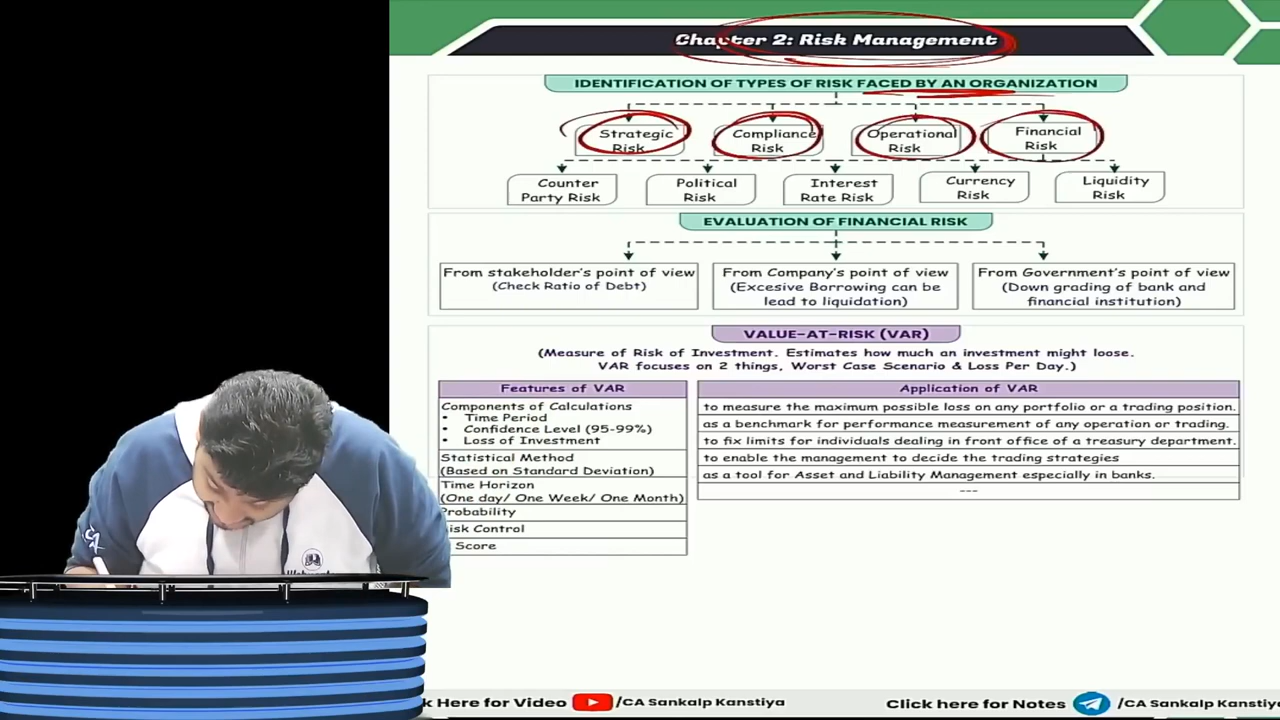 Chapter 2: Risk Management
IDENTIFICATION OF TYPES OF RISK FACED BY AN ORGANIZATION
Strategic
Risk
Compliance
Risk
Operational
Risk
Financial
Risk
Counter
Party Risk
Political
Risk
Interest
Rate Risk
Currency
Risk
Liquidity
Risk
EVALUATION OF FINANCIAL RISK
From stakeholder's point of view
(Check Ratio of Debt)
From Company's point of view
(Excesive Borrowing can be
lead to liquidation)
From Government's point of view
(Down grading of bank and
financial institution)
VALUE-AT-RISK (VAR)
(Measure of Risk of Investment. Estimates how much an investment might loose.
VAR focuses on 2 things, Worst Case Scenario & Loss Per Day.)
Features of VAR
Components of Calculations
• Time Period
• Confidence Level (95-99%)
• Loss of Investment
Statistical Method
(Based on Standard Deviation)
Time Horizon
(One day/ One Week/ One Month)
Probability
isk Control
Score
Application of VAR
to measure the maximum possible loss on any portfolio or a trading position.
as a benchmark for performance measurement of any operation or trading.
to fix limits for individuals dealing in front office of a treasury department.
to enable the management to decide the trading strategies
as a tool for Asset and Liability Management especially in banks.
---
k Here for Video /CA Sankalp Kanstiya
Click here for Notes /CA Sankalp Kanstiy